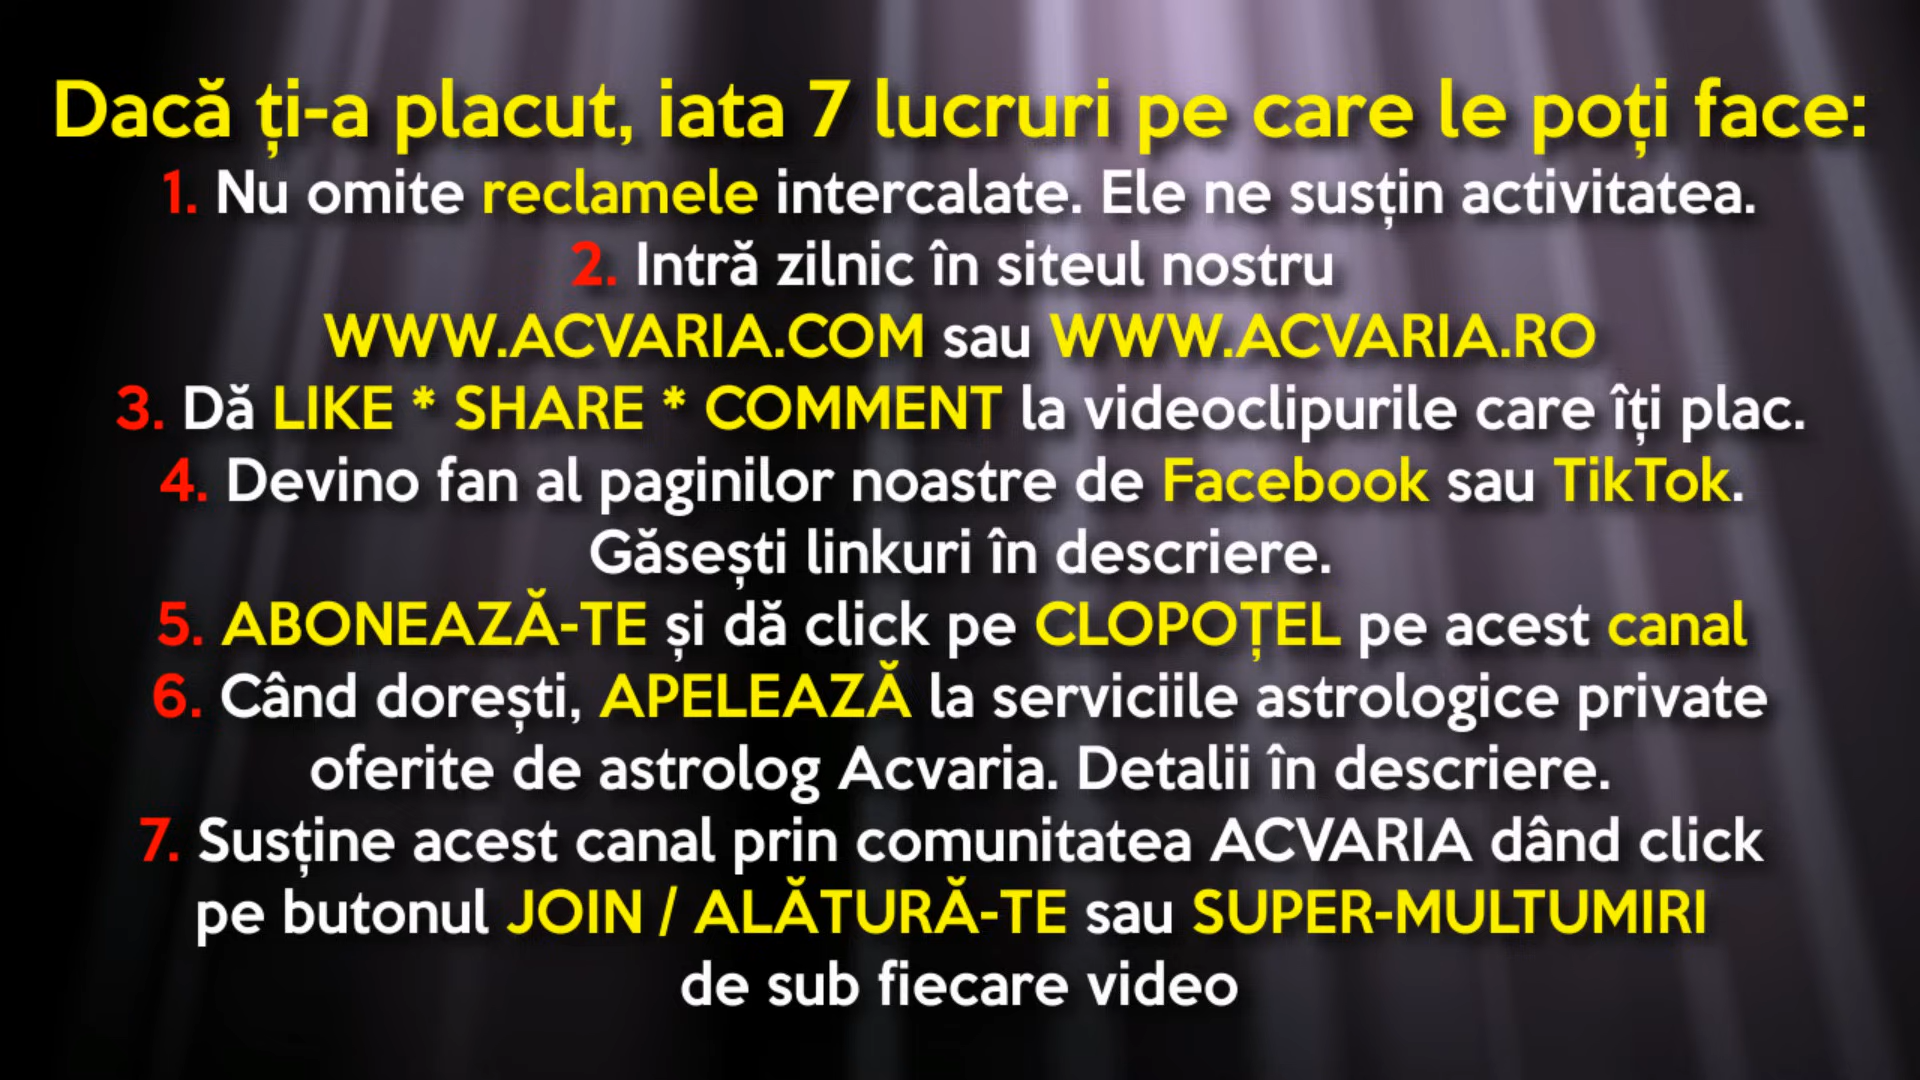 Dacă ți-a placut, iata 7 lucruri pe care le poți face:
1. Nu omite reclamele intercalate. Ele ne susțin activitatea.
2. Intră zilnic în siteul nostru
WWW.ACVARIA.COM sau WWW.ACVARIA.RO
3. Dă LIKE * SHARE * COMMENT la videoclipurile care îți plac.
4. Devino fan al paginilor noastre de Facebook sau TikTok.
Găsești linkuri în descriere.
5. ABONEAZĂ-TE și dă click pe CLOPOȚEL pe acest canal
6. Când dorești, APELEAZĂ la serviciile astrologice private
oferite de astrolog Acvaria. Detalii în descriere.
7. Susține acest canal prin comunitatea ACVARIA dând click
pe butonul JOIN / ALĂTURĂ-TE sau SUPER-MULTUMIRI
de sub fiecare video